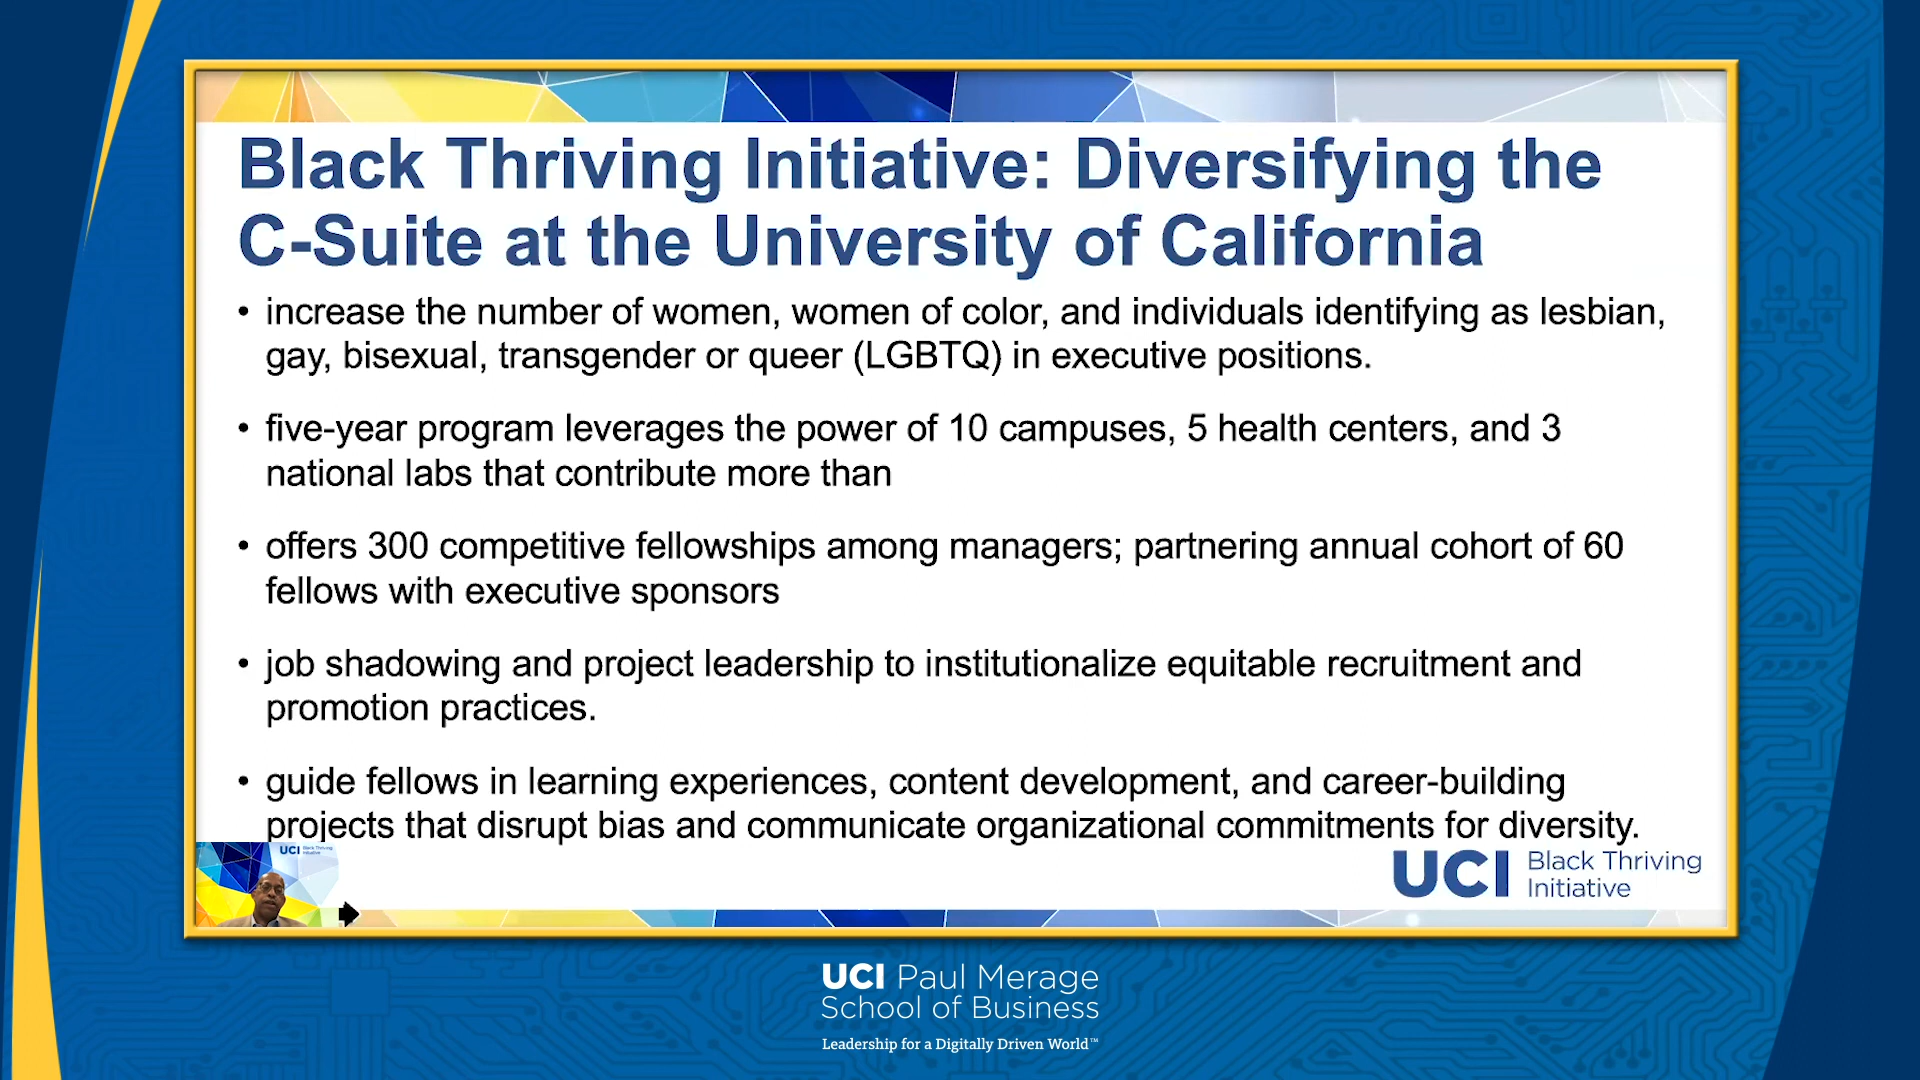 Black Thriving Initiative: Diversifying the
C-Suite at the University of California
• increase the number of women, women of color, and individuals identifying as lesbian,
gay, bisexual, transgender or queer (LGBTQ) in executive positions.
• five-year program leverages the power of 10 campuses, 5 health centers, and 3
national labs that contribute more than
• offers 300 competitive fellowships among managers; partnering annual cohort of 60
fellows with executive sponsors
• job shadowing and project leadership to institutionalize equitable recruitment and
promotion practices.
• guide fellows in learning experiences, content development, and career-building
projects that disrupt bias and communicate organizational commitments for diversity.
UCI Black Thriving
Initiative
UCI Black Thriving
Initiative
UCI Paul Merage
School of Business
Leadership for a Digitally Driven World™